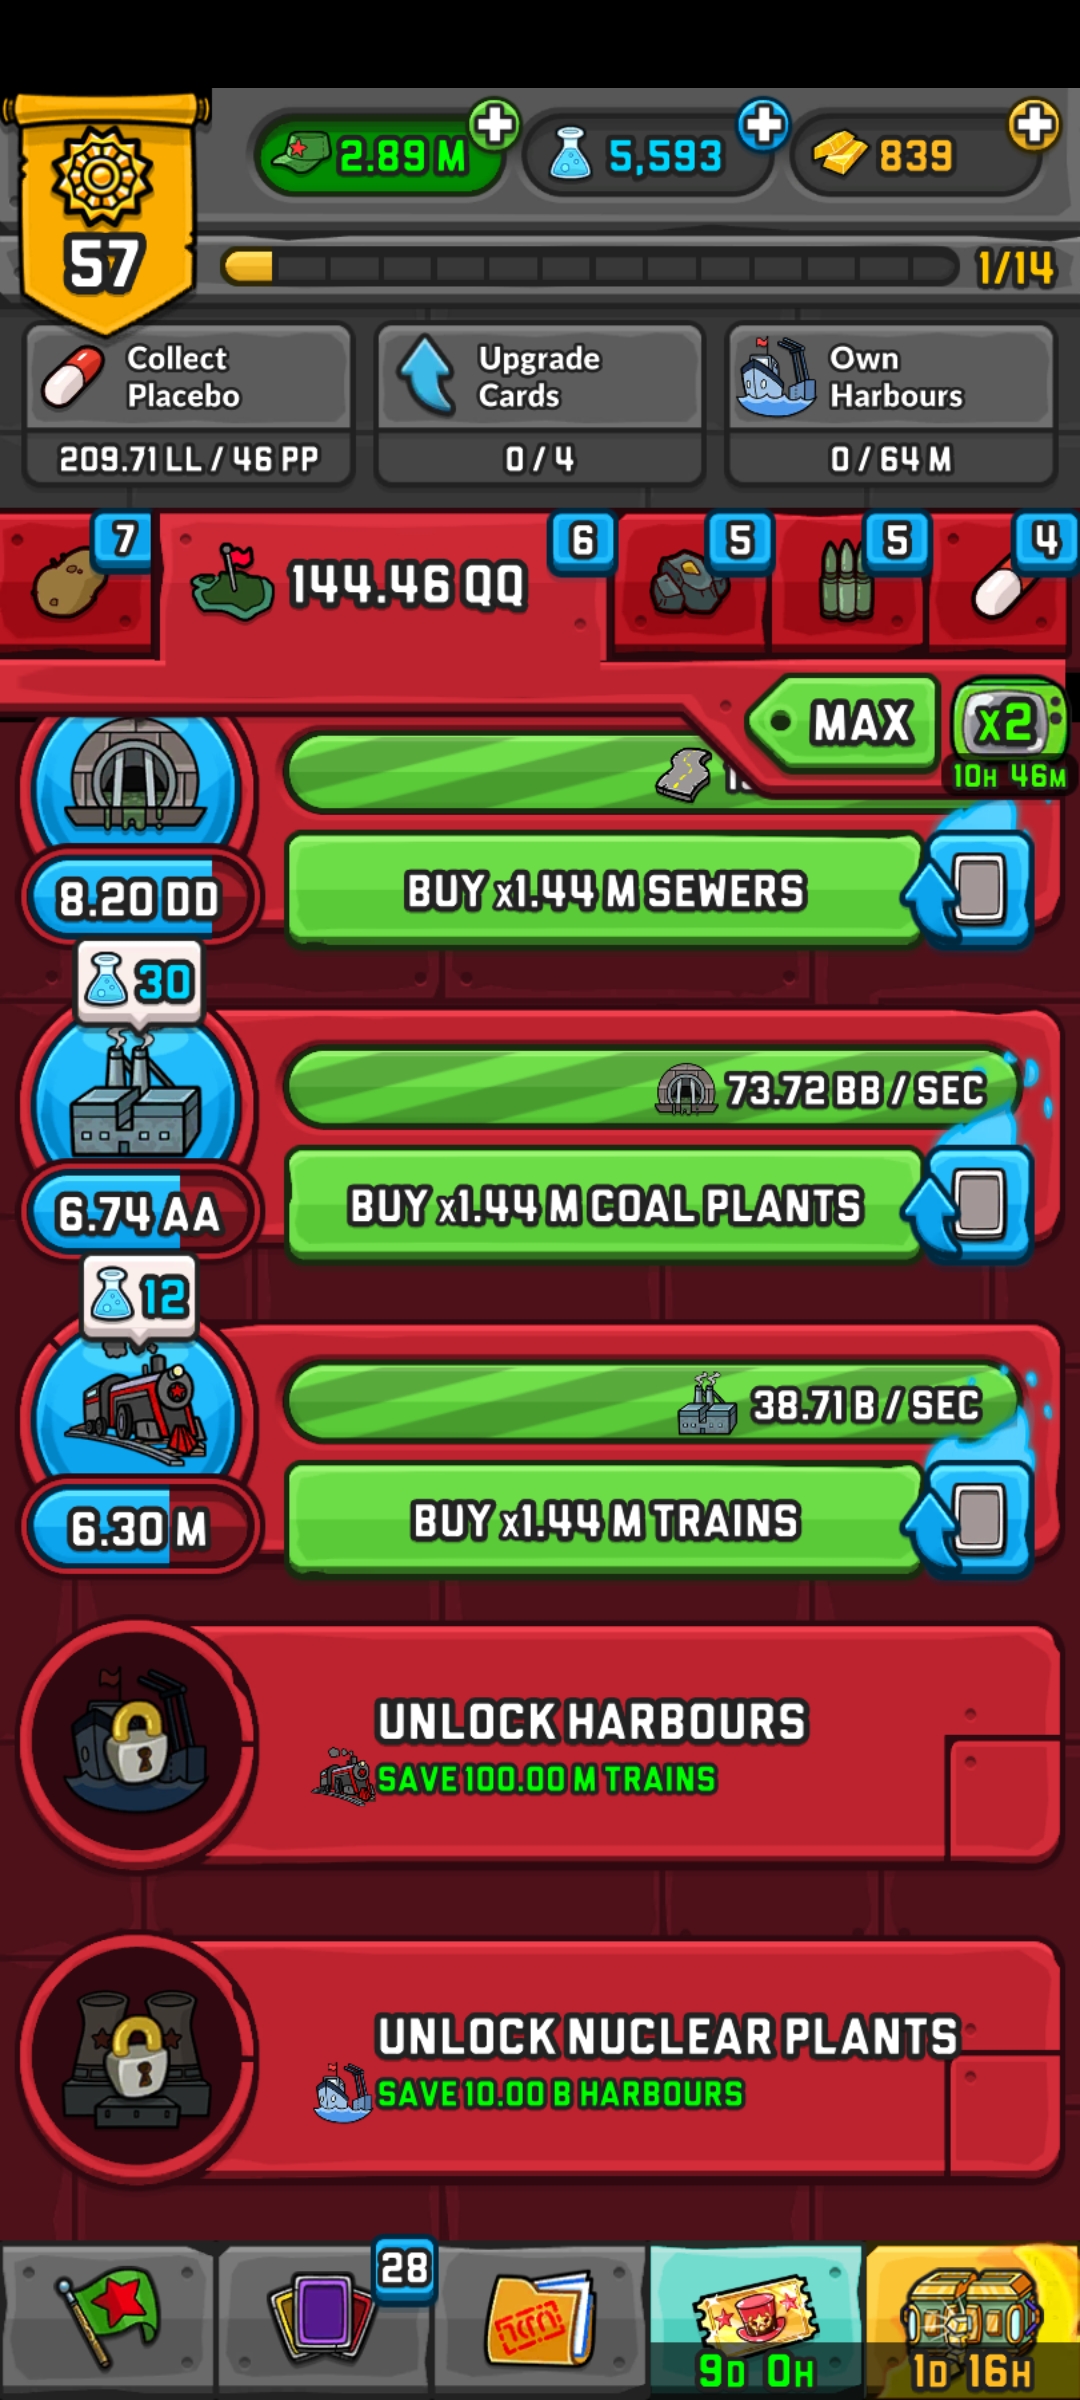 2.89 M
5,593
839
57
1/14
Collect
Placebo
Upgrade
Cards
Own
Harbours
209.71 LL / 46 PP
0 / 4
0 / 64 M
7
144.46 QQ
6
5
5
4
MAX
x2
10H 46M
8.20 DD
BUY x1.44 M SEWERS
30
73.72 BB / SEC
6.74 AA
BUY x1.44 M COAL PLANTS
12
38.71 B / SEC
6.30 M
BUY x1.44 M TRAINS
UNLOCK HARBOURS
SAVE 100.00 M TRAINS
UNLOCK NUCLEAR PLANTS
SAVE 10.00 B HARBOURS
28
9D 0H
1D 16H